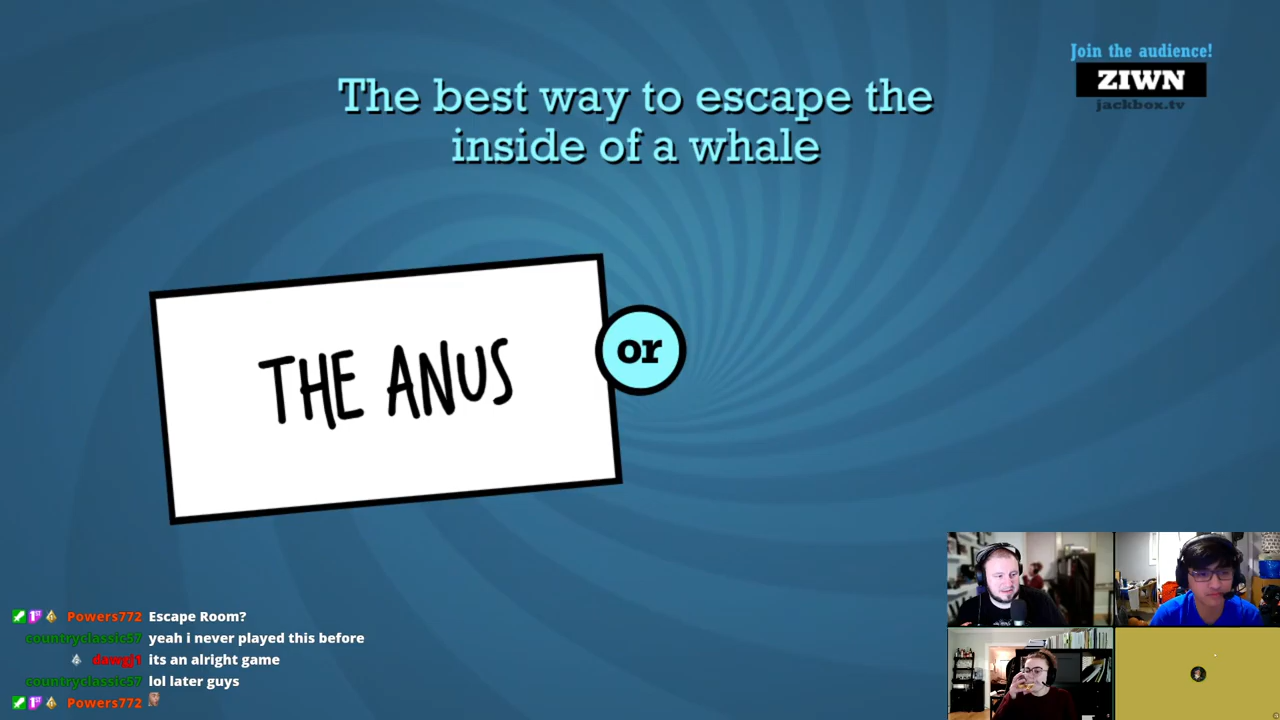 Join the audience!
ZIWN
jackbox.tv
The best way to escape the
inside of a whale
THE ANUS
or
Powers772 Escape Room?
countryclassic57 yeah i never played this before
dawgj1 its an alright game
countryclassic57 lol later guys
Powers772